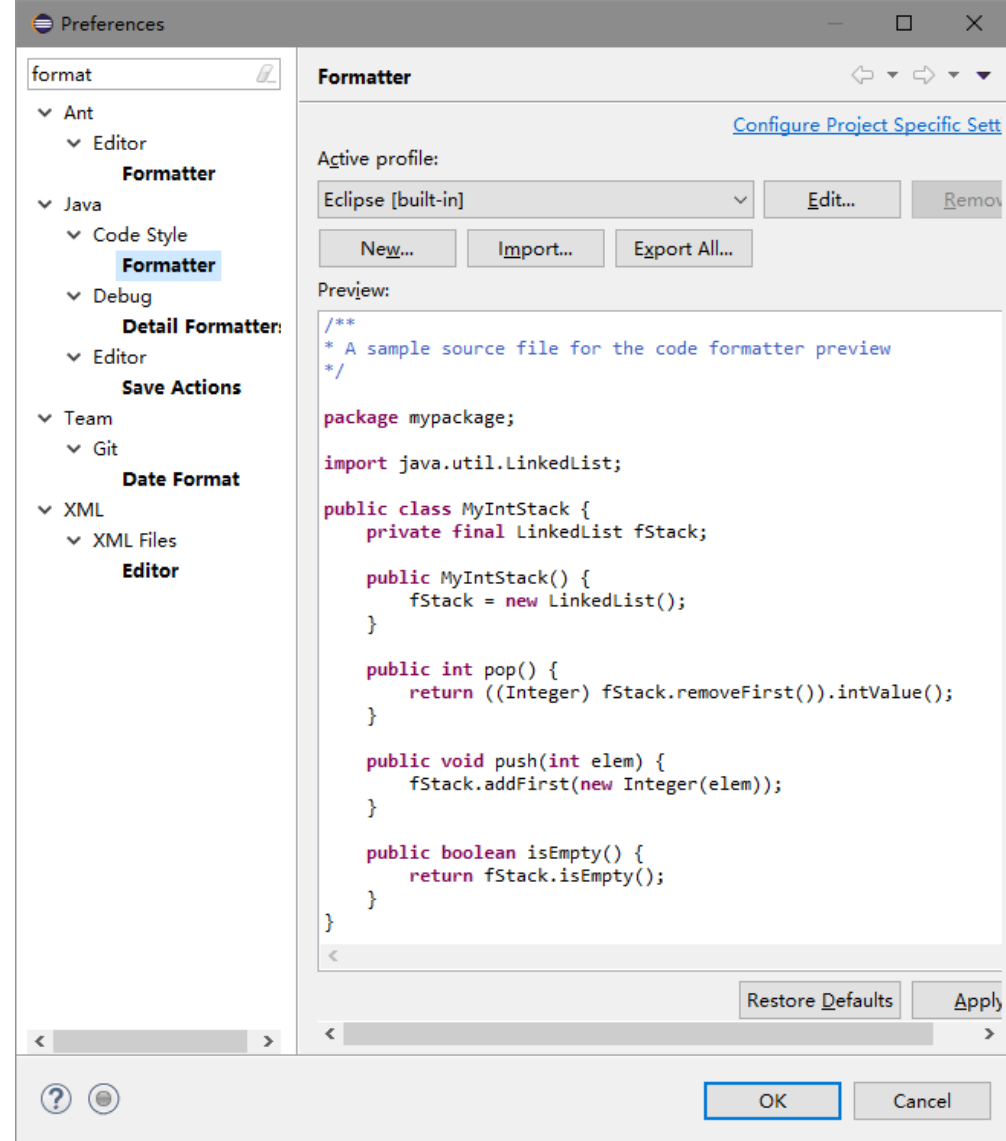 Preferences
format
Ant
Editor
Formatter
Java
Code Style
Formatter
Debug
Detail Formatters
Editor
Save Actions
Team
Git
Date Format
XML
XML Files
Editor
Formatter
Configure Project Specific Sett
Active profile:
Eclipse [built-in]
Edit...
Remov
New...
Import...
Export All...
Preview:
/**
* A sample source file for the code formatter preview
*/
package mypackage;
import java.util.LinkedList;
public class MyIntStack {
    private final LinkedList fStack;
    public MyIntStack() {
        fStack = new LinkedList();
    }
    public int pop() {
        return ((Integer) fStack.removeFirst()).intValue();
    }
    public void push(int elem) {
        fStack.addFirst(new Integer(elem));
    }
    public boolean isEmpty() {
        return fStack.isEmpty();
    }
}
Restore Defaults
Apply
OK
Cancel